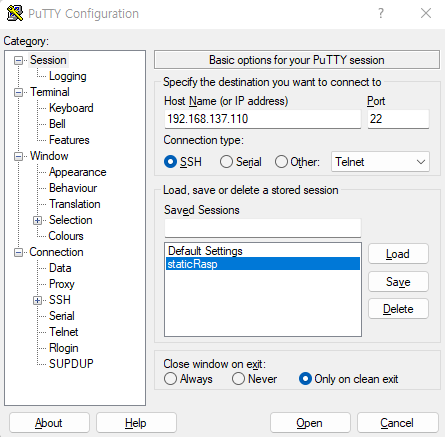 PuTTY Configuration
?
Category:
Session
Logging
Terminal
Keyboard
Bell
Features
Window
Appearance
Behaviour
Translation
Selection
Colours
Connection
Data
Proxy
SSH
Serial
Telnet
Rlogin
SUPDUP
Basic options for your PuTTY session
Specify the destination you want to connect to
Host Name (or IP address) Port
192.168.137.110 22
Connection type:
SSH Serial Other: Telnet
Load, save or delete a stored session
Saved Sessions
Default Settings
staticRasp
Load
Save
Delete
Close window on exit:
Always Never Only on clean exit
About Help Open Cancel